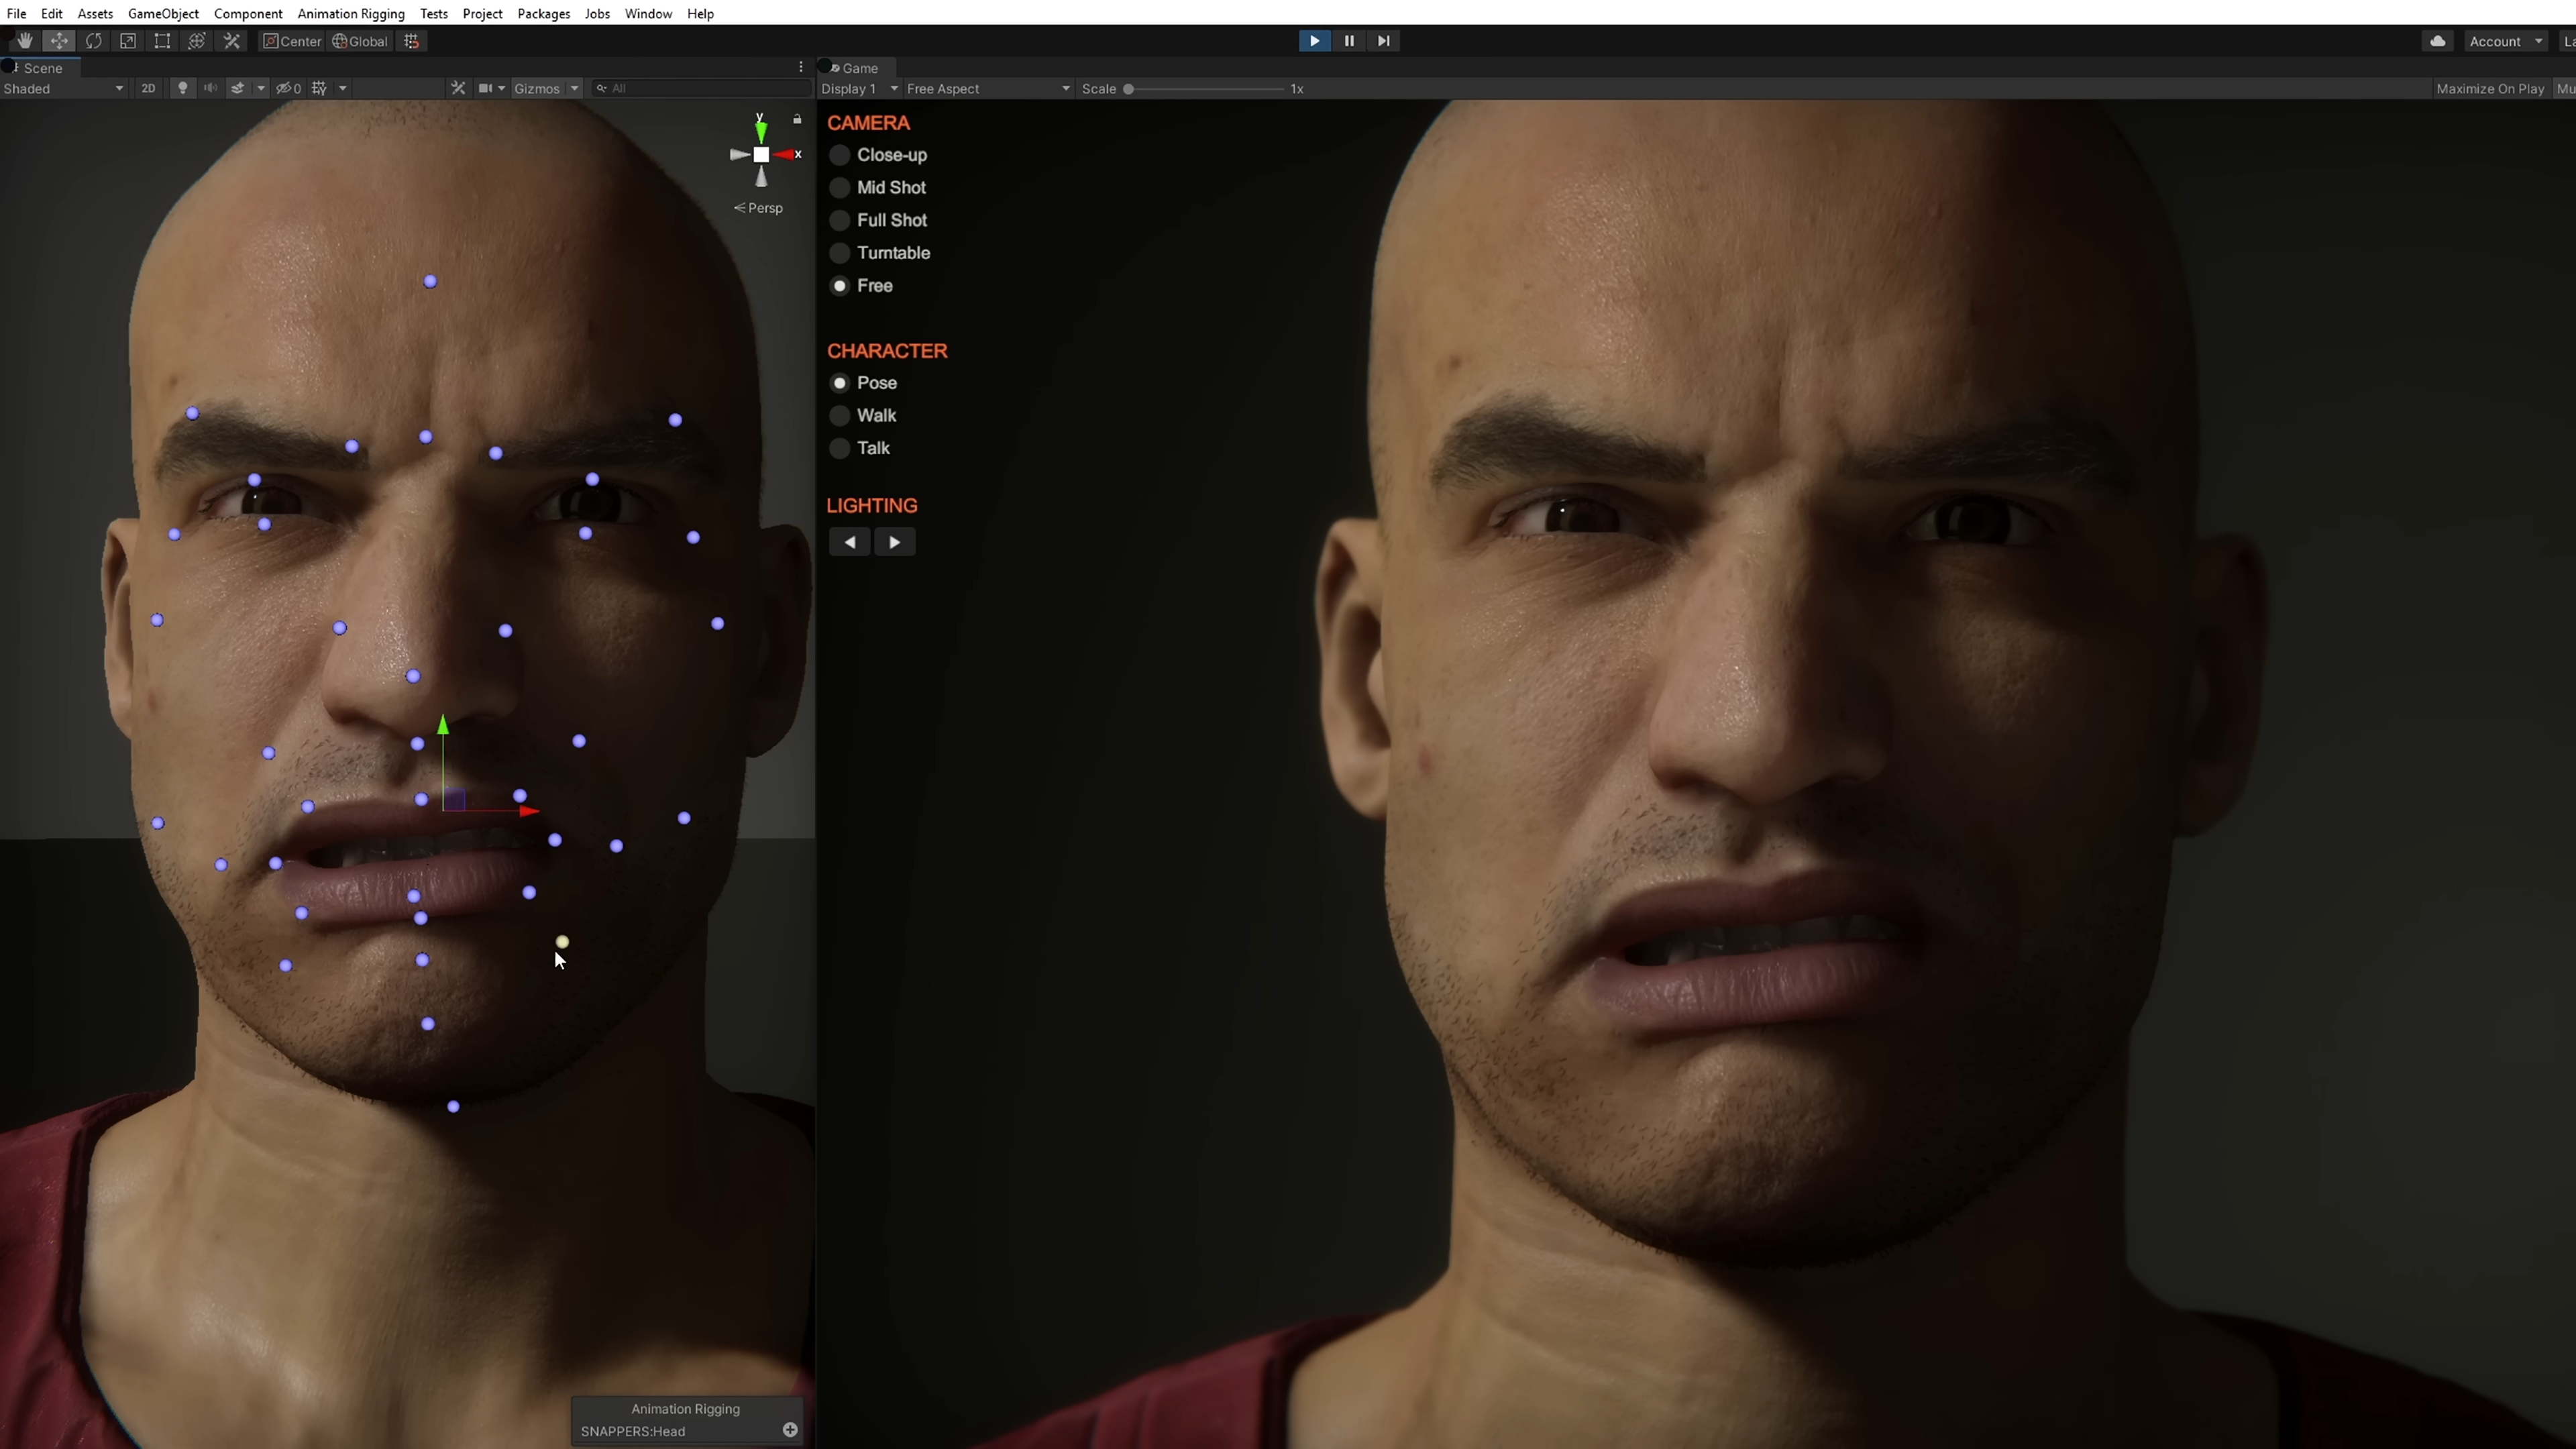 File Edit Assets GameObject Component Animation Rigging Tests Project Packages Jobs Window Help
Center Global Account La
Scene
Game
Shaded 2D 0 Gizmos All
Display 1 Free Aspect Scale 1x Maximize On Play Mu
y
x
Persp
CAMERA
Close-up
Mid Shot
Full Shot
Turntable
Free
CHARACTER
Pose
Walk
Talk
LIGHTING
Animation Rigging
SNAPPERS:Head